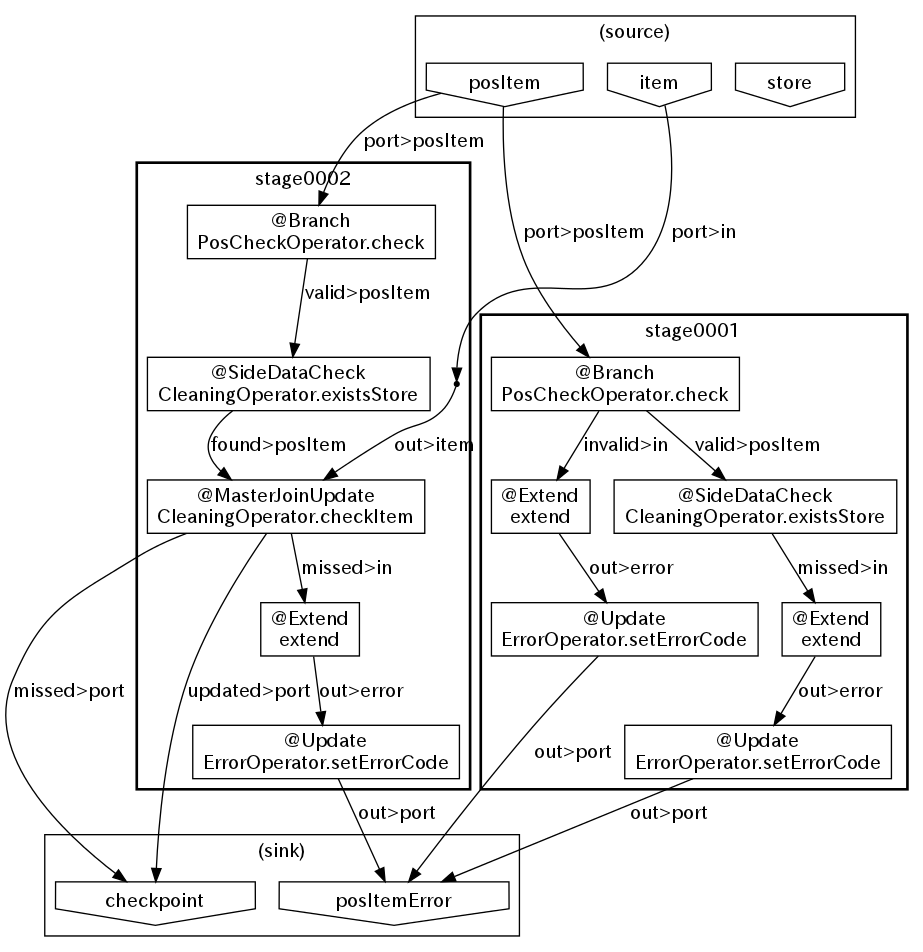 (source)
posItem
item
store
port>posItem
port>posItem
port>in
stage0002
@Branch
PosCheckOperator.check
valid>posItem
@SideDataCheck
CleaningOperator.existsStore
found>posItem
out>item
@MasterJoinUpdate
CleaningOperator.checkItem
missed>in
@Extend
extend
missed>port
updated>port
out>error
@Update
ErrorOperator.setErrorCode
out>port
stage0001
@Branch
PosCheckOperator.check
invalid>in
valid>posItem
@Extend
extend
@SideDataCheck
CleaningOperator.existsStore
out>error
missed>in
@Update
ErrorOperator.setErrorCode
@Extend
extend
out>error
out>port
@Update
ErrorOperator.setErrorCode
out>port
(sink)
checkpoint
posItemError